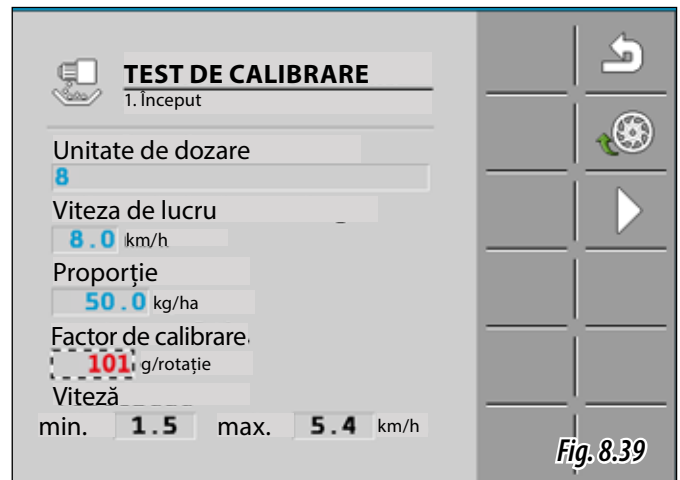 TEST DE CALIBRARE
1. Început
Unitate de dozare
8
Viteza de lucru
8.0 km/h
Proporție
50.0 kg/ha
Factor de calibrare
101 g/rotație
Viteză
min. 1.5 max. 5.4 km/h
Fig. 8.39